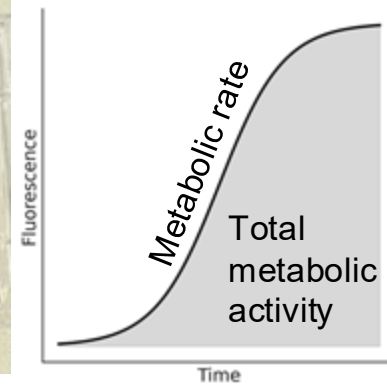 Fluorescence
Metabolic rate
Total
metabolic
activity
Time